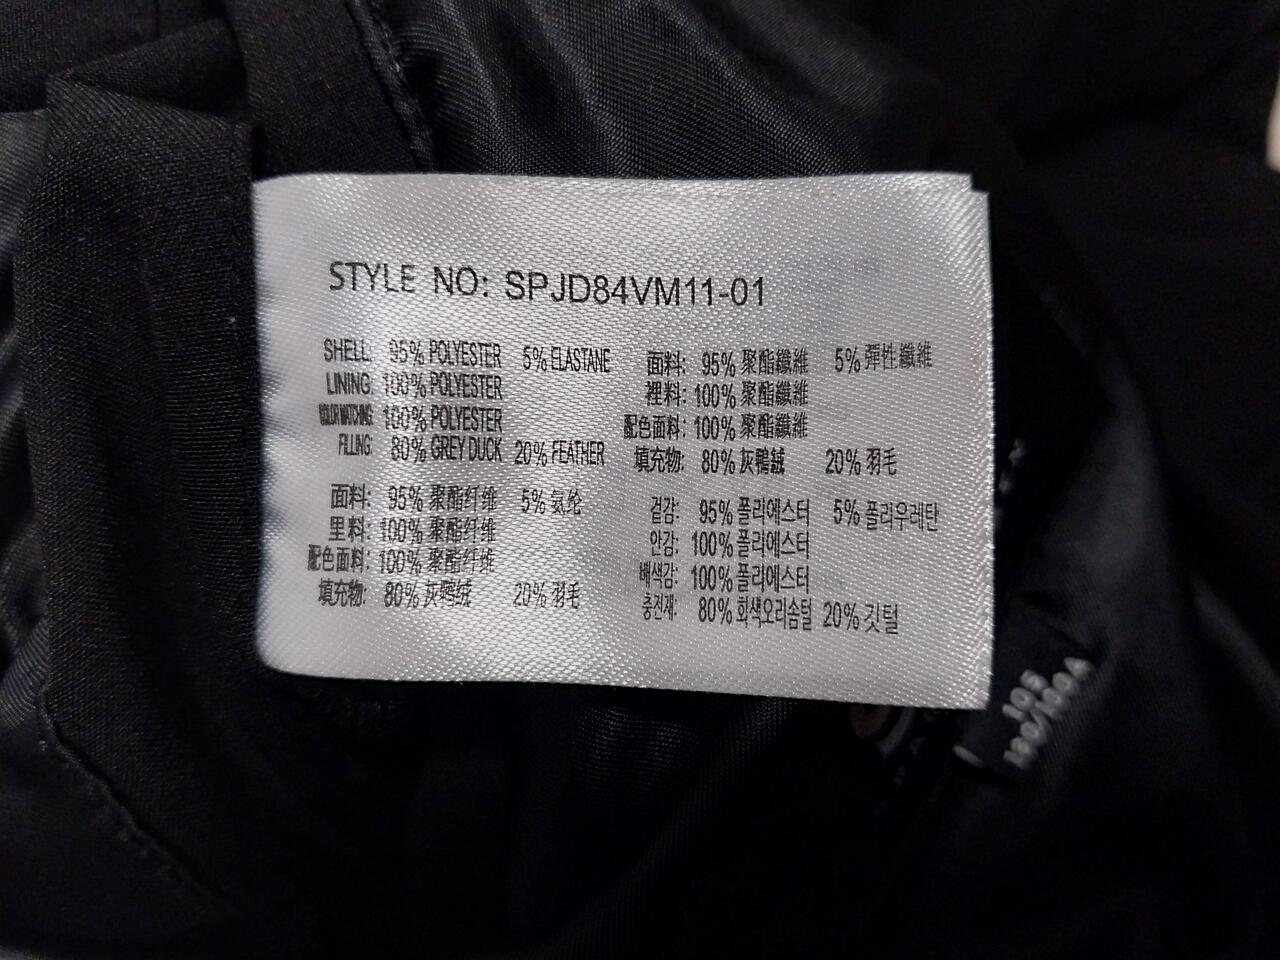 STYLE NO: SPJD84VM11-01
SHELL: 95% POLYESTER 5% ELASTANE
LINING: 100% POLYESTER
COLOR MATCHING: 100% POLYESTER
FILLING: 80% GREY DUCK 20% FEATHER
面料: 95% 聚酯纖維 5% 彈性纖維
裡料: 100% 聚酯纖維
配色面料: 100% 聚酯纖維
填充物: 80% 灰鴨絨 20% 羽毛
面料: 95% 聚酯纤维 5% 氨纶
里料: 100% 聚酯纤维
配色面料: 100% 聚酯纤维
填充物: 80% 灰鸭绒 20% 羽毛
겉감: 95% 폴리에스터 5% 폴리우레탄
안감: 100% 폴리에스터
배색감: 100% 폴리에스터
충전재: 80% 회색오리솜털 20% 깃털
105
180/100A